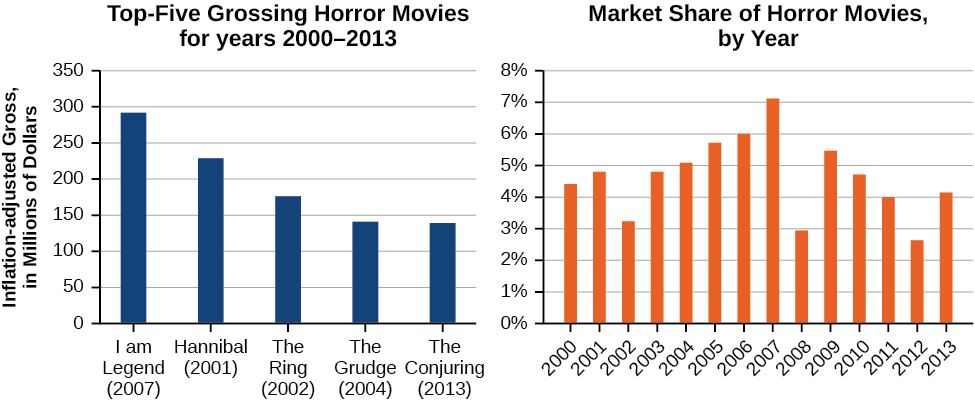 Top-Five Grossing Horror Movies
for years 2000–2013
Inflation-adjusted Gross,
in Millions of Dollars
350
300
250
200
150
100
50
0
I am
Legend
(2007)
Hannibal
(2001)
The
Ring
(2002)
The
Grudge
(2004)
The
Conjuring
(2013)
Market Share of Horror Movies,
by Year
8%
7%
6%
5%
4%
3%
2%
1%
0%
2000
2001
2002
2003
2004
2005
2006
2007
2008
2009
2010
2011
2012
2013